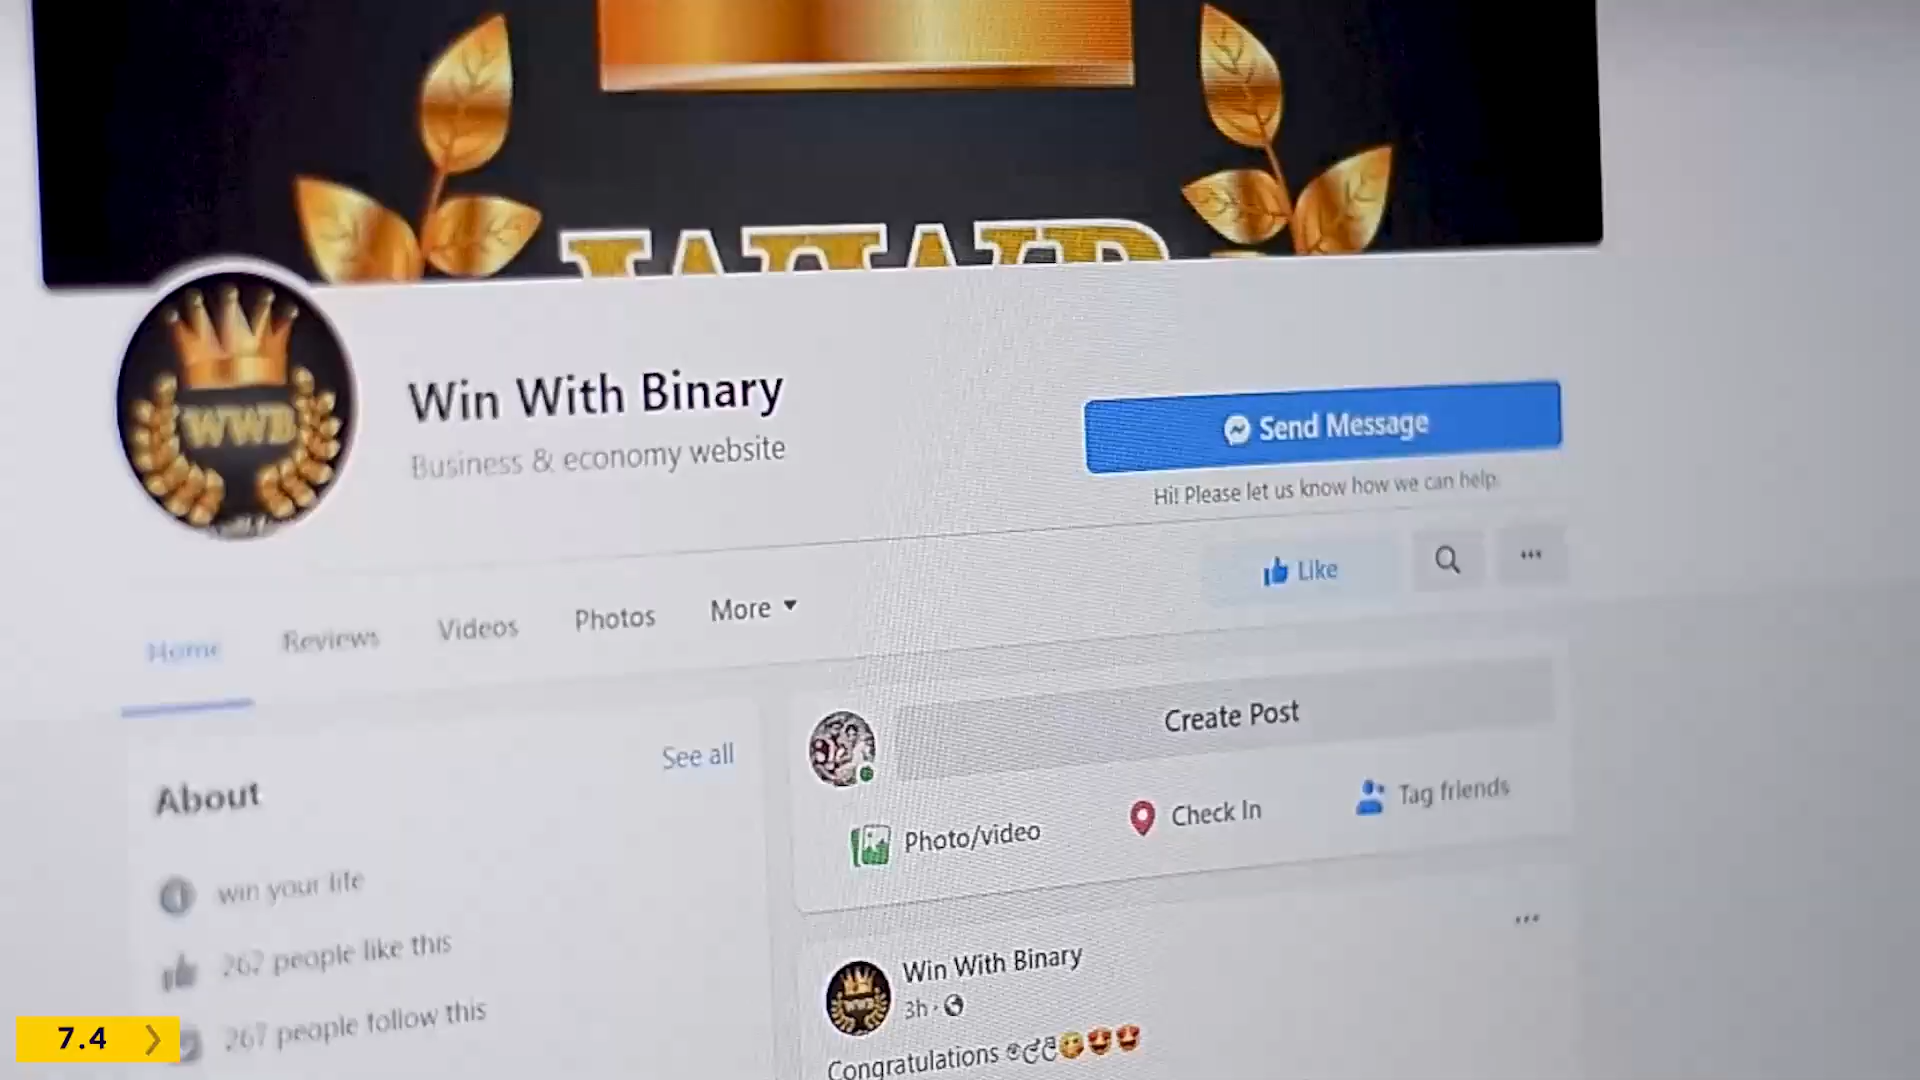 WWB
Win With Binary
Business & economy website
Send Message
Hi! Please let us know how we can help.
Like
Home
Reviews
Videos
Photos
More
Create Post
See all
About
Photo/video
Check In
Tag friends
win your life
267 people like this
267 people follow this
Win With Binary
3h
Congratulations
7.4